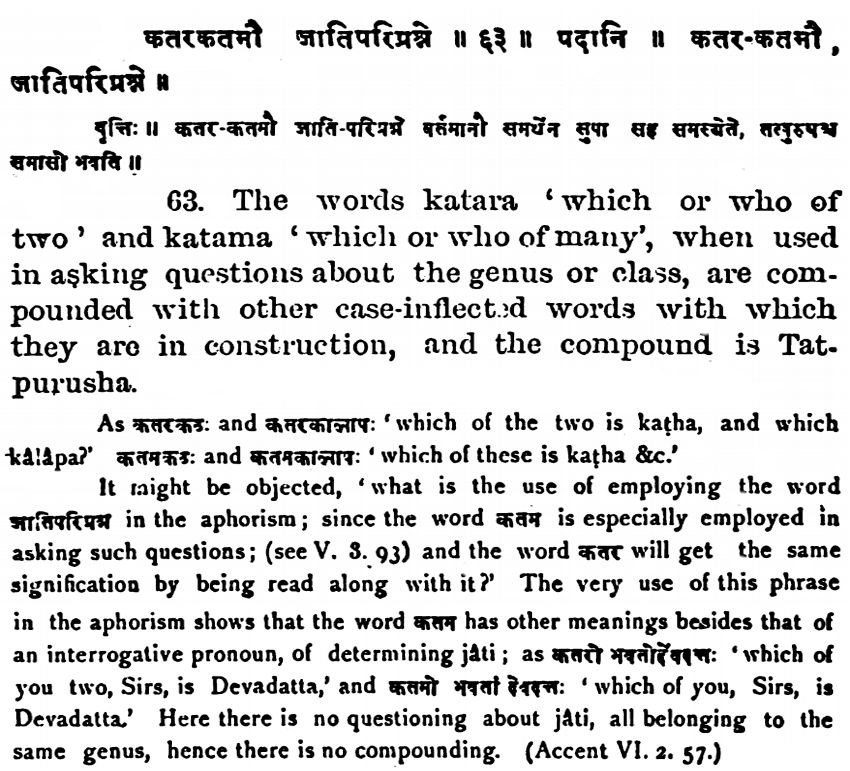 कतरकतमौ जातिपरिप्रश्ने ॥ ६३ ॥ पदानि ॥ कतर-कतमौ,
जातिपरिप्रश्ने ॥
वृत्तिः ॥ कतर-कतमौ जाति-परिप्रश्ने वर्त्तमानौ समर्थेन सुपा सह समस्येते, तत्पुरुषश्च
समासो भवति ॥
63. The words katara ‘which or who of
two’ and katama ‘which or who of many’, when used
in asking questions about the genus or class, are com-
pounded with other case-inflected words with which
they are in construction, and the compound is Tat-
purusha.
As कतरकठः and कतरकालापः ‘which of the two is kaṭha, and which
kâlâpa?’ कतमकठः and कतमकालापः ‘which of these is kaṭha &c.’
It might be objected, ‘what is the use of employing the word
जातिपरिप्रश्न in the aphorism; since the word कतम is especially employed in
asking such questions; (see V. 3. 93) and the word कतर will get the same
signification by being read along with it?’ The very use of this phrase
in the aphorism shows that the word कतम has other meanings besides that of
an interrogative pronoun, of determining jâti; as कतरो भवतोर्देवदत्तः ‘which of
you two, Sirs, is Devadatta,’ and कतमो भवतां देवदत्तः ‘which of you, Sirs, is
Devadatta.’ Here there is no questioning about jâti, all belonging to the
same genus, hence there is no compounding. (Accent VI. 2. 57.)